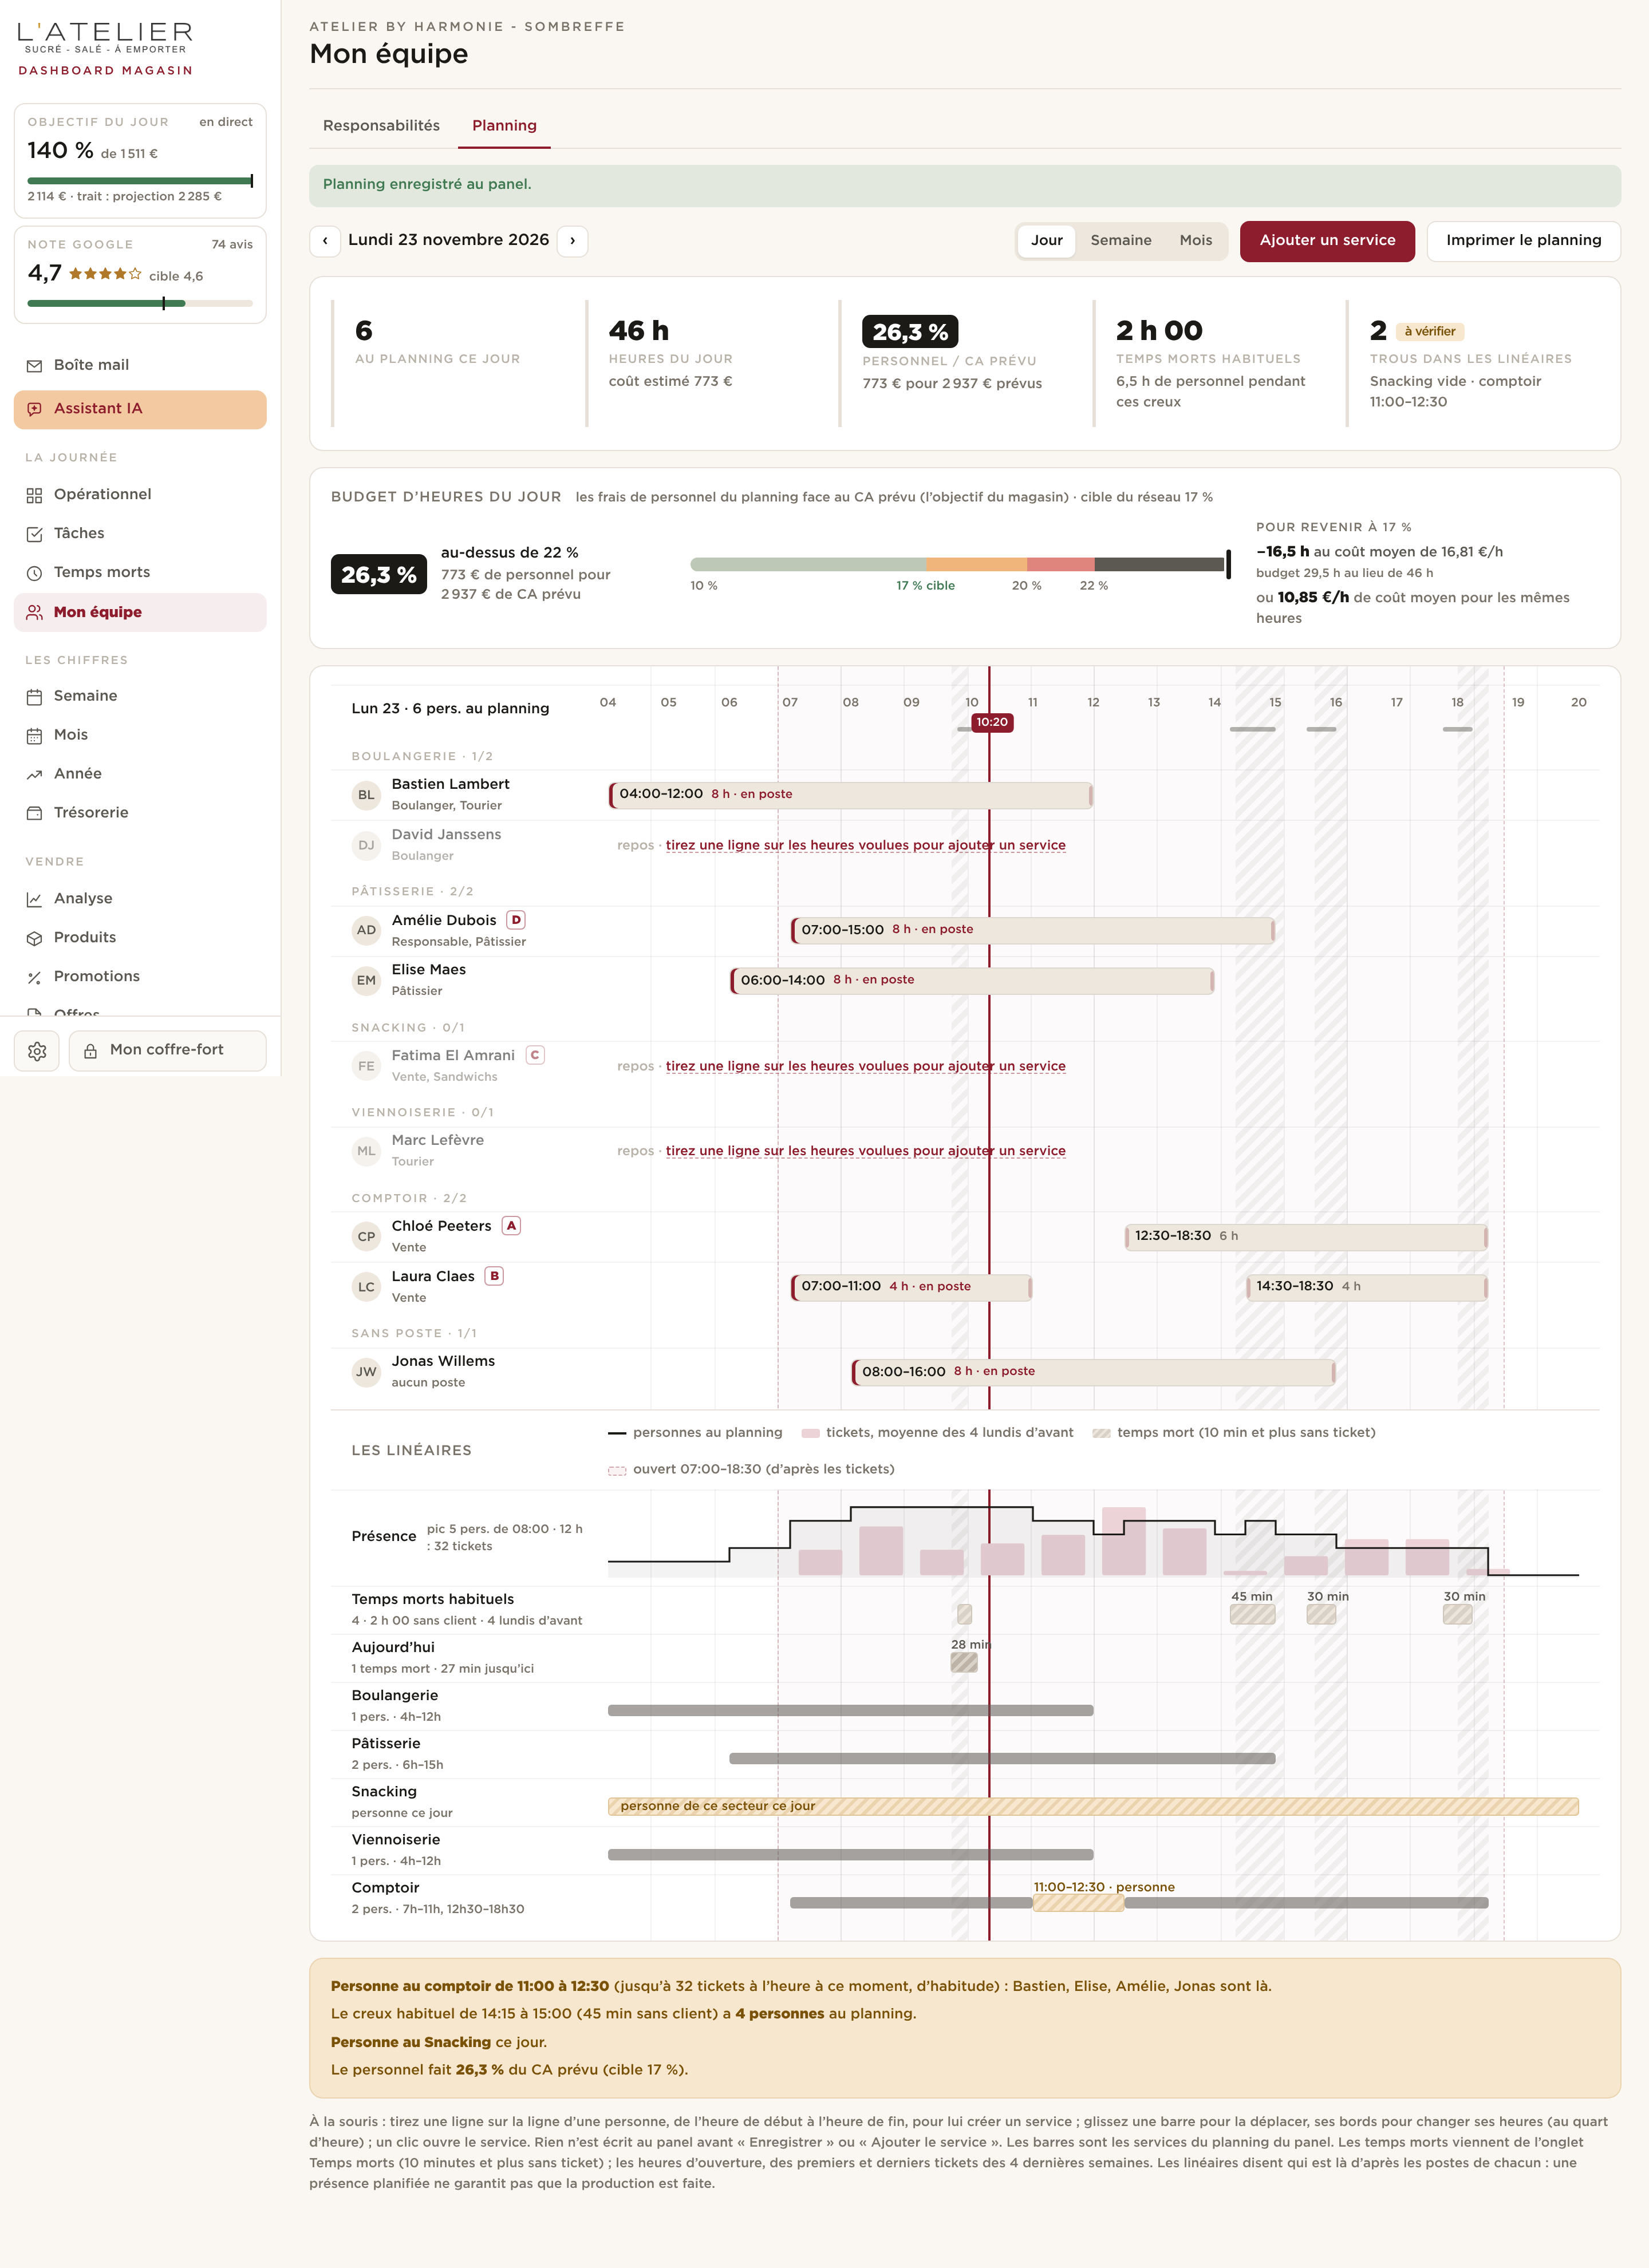 L'ATELIER
SUCRÉ - SALÉ - À EMPORTER
DASHBOARD MAGASIN
OBJECTIF DU JOUR en direct
140 % de 1 511 €
2 114 € · trait : projection 2 285 €
NOTE GOOGLE 74 avis
4,7 ★★★★☆ cible 4,6
Boîte mail
Assistant IA
LA JOURNÉE
Opérationnel
Tâches
Temps morts
Mon équipe
LES CHIFFRES
Semaine
Mois
Année
Trésorerie
VENDRE
Analyse
Produits
Promotions
Offres
Mon coffre-fort
ATELIER BY HARMONIE - SOMBREFFE
Mon équipe
Responsabilités Planning
Planning enregistré au panel.
‹ Lundi 23 novembre 2026 › Jour Semaine Mois Ajouter un service Imprimer le planning
6
AU PLANNING CE JOUR
46 h
HEURES DU JOUR
coût estimé 773 €
26,3 %
PERSONNEL / CA PRÉVU
773 € pour 2 937 € prévus
2 h 00
TEMPS MORTS HABITUELS
6,5 h de personnel pendant
ces creux
2 à vérifier
TROUS DANS LES LINÉAIRES
Snacking vide · comptoir
11:00–12:30
BUDGET D'HEURES DU JOUR les frais de personnel du planning face au CA prévu (l'objectif du magasin) · cible du réseau 17 %
26,3 %
au-dessus de 22 %
773 € de personnel pour
2 937 € de CA prévu
10 % 17 % cible 20 % 22 %
POUR REVENIR À 17 %
−16,5 h au coût moyen de 16,81 €/h
budget 29,5 h au lieu de 46 h
ou 10,85 €/h de coût moyen pour les mêmes
heures
Lun 23 · 6 pers. au planning 04 05 06 07 08 09 10 11 12 13 14 15 16 17 18 19 20
10:20
BOULANGERIE · 1/2
BL Bastien Lambert
Boulanger, Tourier
04:00–12:00 8 h · en poste
DJ David Janssens
Boulanger
repos · tirez une ligne sur les heures voulues pour ajouter un service
PÂTISSERIE · 2/2
AD Amélie Dubois D
Responsable, Pâtissier
07:00–15:00 8 h · en poste
EM Elise Maes
Pâtissier
06:00–14:00 8 h · en poste
SNACKING · 0/1
FE Fatima El Amrani C
Vente, Sandwichs
repos · tirez une ligne sur les heures voulues pour ajouter un service
VIENNOISERIE · 0/1
ML Marc Lefèvre
Tourier
repos · tirez une ligne sur les heures voulues pour ajouter un service
COMPTOIR · 2/2
CP Chloé Peeters A
Vente
12:30–18:30 6 h
LC Laura Claes B
Vente
07:00–11:00 4 h · en poste 14:30–18:30 4 h
SANS POSTE · 1/1
JW Jonas Willems
aucun poste
08:00–16:00 8 h · en poste
LES LINÉAIRES
personnes au planning tickets, moyenne des 4 lundis d'avant temps mort (10 min et plus sans ticket)
ouvert 07:00–18:30 (d'après les tickets)
Présence pic 5 pers. de 08:00 · 12 h
: 32 tickets
Temps morts habituels
4 · 2 h 00 sans client · 4 lundis d'avant
45 min 30 min 30 min
Aujourd'hui
1 temps mort · 27 min jusqu'ici
28 min
Boulangerie
1 pers. · 4h–12h
Pâtisserie
2 pers. · 6h–15h
Snacking
personne ce jour
personne de ce secteur ce jour
Viennoiserie
1 pers. · 4h–12h
Comptoir
2 pers. · 7h–11h, 12h30–18h30
11:00–12:30 · personne
Personne au comptoir de 11:00 à 12:30 (jusqu'à 32 tickets à l'heure à ce moment, d'habitude) : Bastien, Elise, Amélie, Jonas sont là.
Le creux habituel de 14:15 à 15:00 (45 min sans client) a 4 personnes au planning.
Personne au Snacking ce jour.
Le personnel fait 26,3 % du CA prévu (cible 17 %).
À la souris : tirez une ligne sur la ligne d'une personne, de l'heure de début à l'heure de fin, pour lui créer un service ; glissez une barre pour la déplacer, ses bords pour changer ses heures (au quart
d'heure) ; un clic ouvre le service. Rien n'est écrit au panel avant « Enregistrer » ou « Ajouter le service ». Les barres sont les services du planning du panel. Les temps morts viennent de l'onglet
Temps morts (10 minutes et plus sans ticket) ; les heures d'ouverture, des premiers et derniers tickets des 4 dernières semaines. Les linéaires disent qui est là d'après les postes de chacun : une
présence planifiée ne garantit pas que la production est faite.